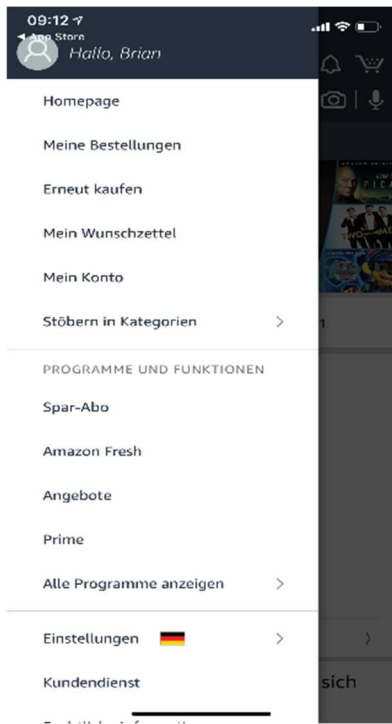 09:12
App Store
Hallo, Brian
Homepage
Meine Bestellungen
Erneut kaufen
Mein Wunschzettel
Mein Konto
Stöbern in Kategorien
PROGRAMME UND FUNKTIONEN
Spar-Abo
Amazon Fresh
Angebote
Prime
Alle Programme anzeigen
Einstellungen
Kundendienst
sich